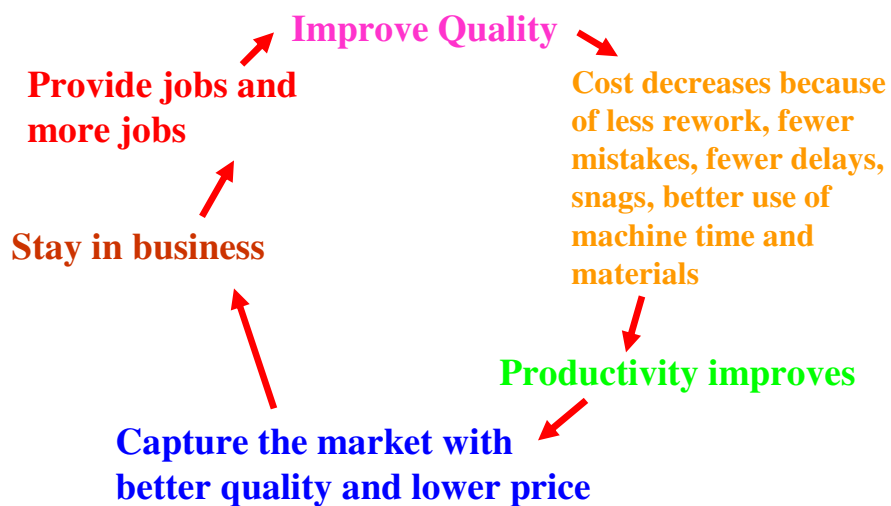 Improve Quality
Cost decreases because
of less rework, fewer
mistakes, fewer delays,
snags, better use of
machine time and
materials
Productivity improves
Capture the market with
better quality and lower price
Stay in business
Provide jobs and
more jobs